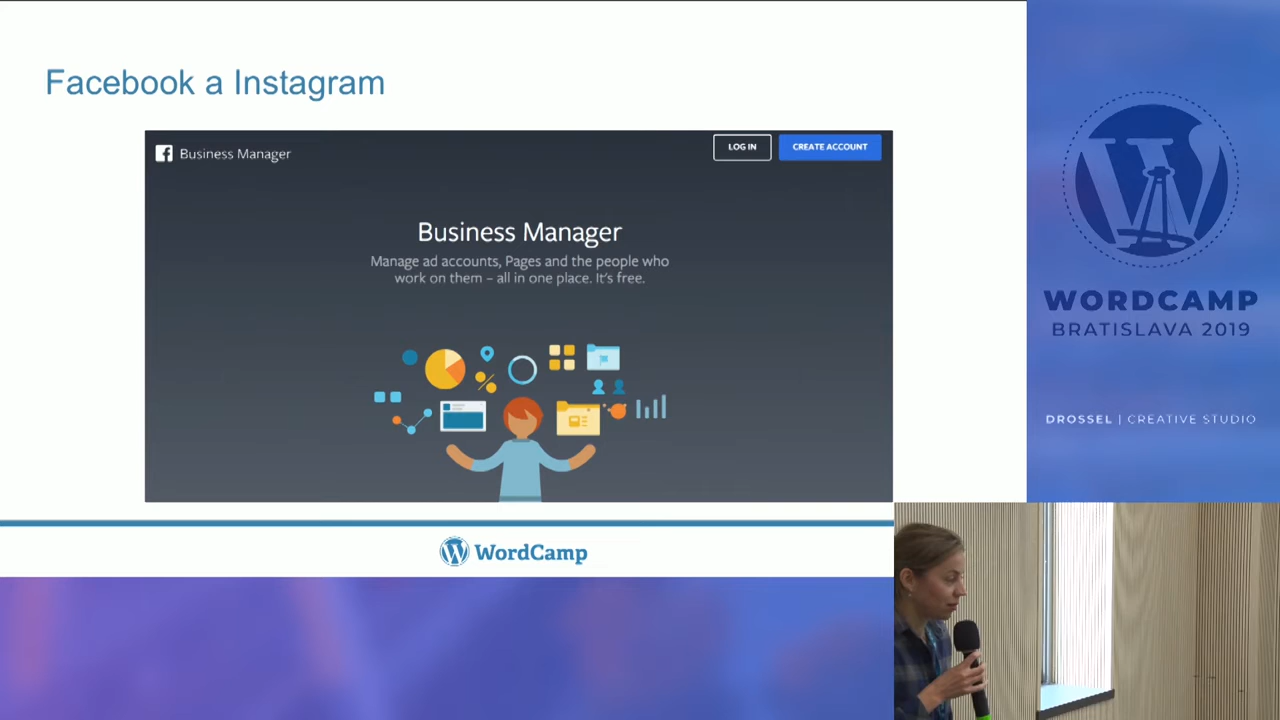 Facebook a Instagram
Business Manager
LOG IN
CREATE ACCOUNT
Business Manager
Manage ad accounts, Pages and the people who
work on them – all in one place. It's free.
WordCamp
WORDCAMP
BRATISLAVA 2019
DROSSEL | CREATIVE STUDIO